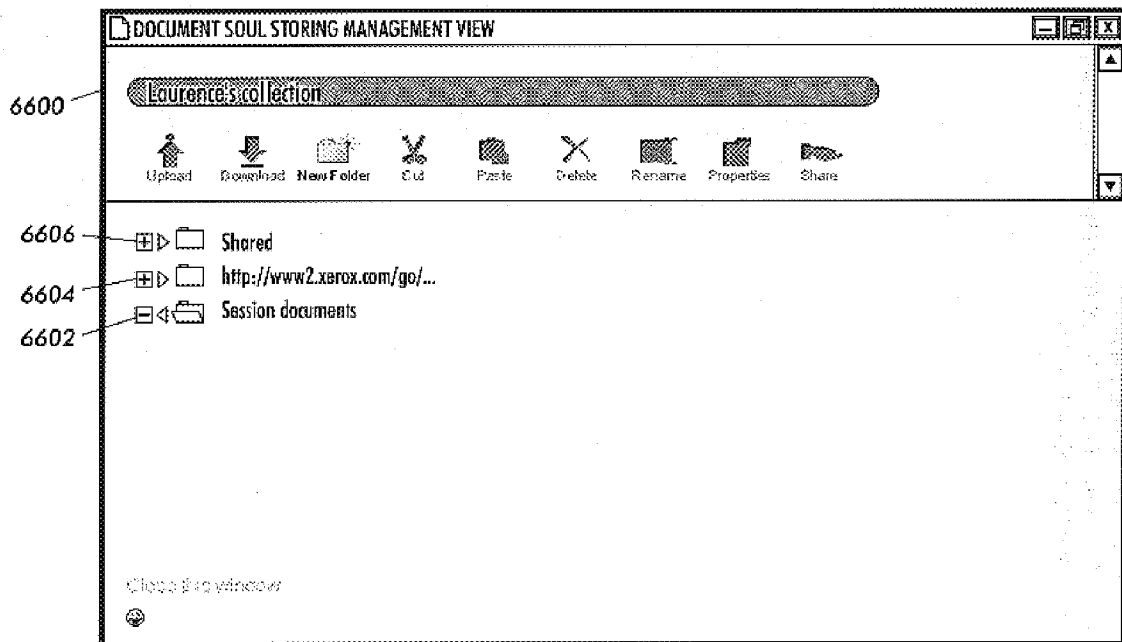 DOCUMENT SOUL STORING MANAGEMENT VIEW
X
6600
Laurence's collection
Upload Download New Folder Cut Paste Delete Rename Properties Share
6606
Shared
6604
http://www2.xerox.com/go/...
6602
Session documents
Close this window